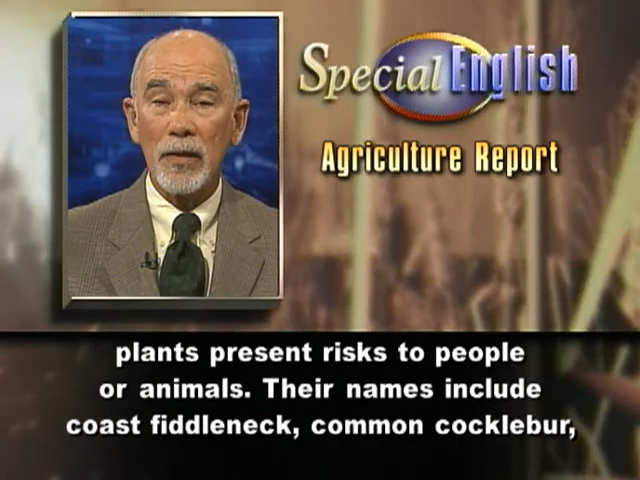 Special English
Agriculture Report
plants present risks to people
or animals. Their names include
coast fiddleneck, common cocklebur,